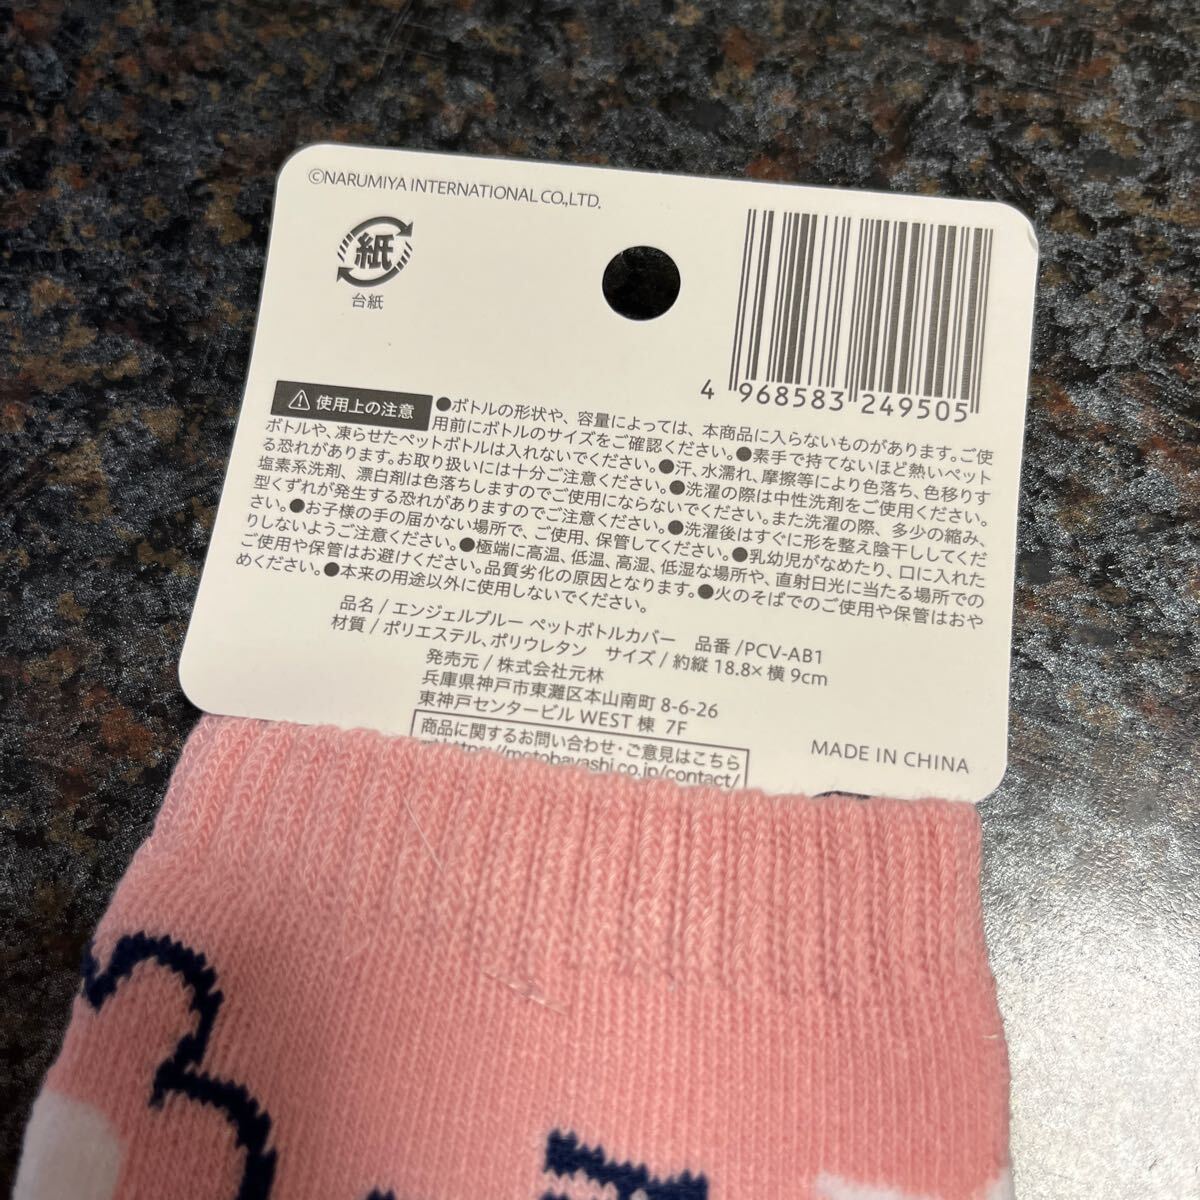 ©NARUMIYA INTERNATIONAL CO.,LTD.
紙
台紙
4 968583 249505
使用上の注意 ●ボトルの形状や、容量によっては、本商品に入らないものがあります。ご使
用前にボトルのサイズをご確認ください。●素手で持てないほど熱いペット
ボトルや、凍らせたペットボトルは入れないでください。●汗、水濡れ、摩擦等により色落ち、色移りす
る恐れがあります。お取り扱いには十分ご注意ください。●洗濯の際は中性洗剤をご使用ください。
塩素系洗剤、漂白剤は色落ちしますのでご使用にならないでください。また洗濯の際、多少の縮み、
型くずれが発生する恐れがありますのでご注意ください。●洗濯後はすぐに形を整え陰干ししてくだ
さい。●お子様の手の届かない場所で、ご使用、保管してください。●乳幼児がなめたり、口に入れた
りしないようご注意ください。●極端に高温、低温、高湿、低湿な場所や、直射日光に当たる場所での
ご使用や保管はお避けください。品質劣化の原因となります。●火のそばでのご使用や保管はおや
めください。●本来の用途以外に使用しないでください。
品名/エンジェルブルー ペットボトルカバー 品番/PCV-AB1
材質/ポリエステル、ポリウレタン サイズ/約縦18.8×横9cm
発売元/株式会社元林
兵庫県神戸市東灘区本山南町8-6-26
東神戸センタービルWEST棟 7F
商品に関するお問い合わせ・ご意見はこちら
https://motobayashi.co.jp/contact/
MADE IN CHINA